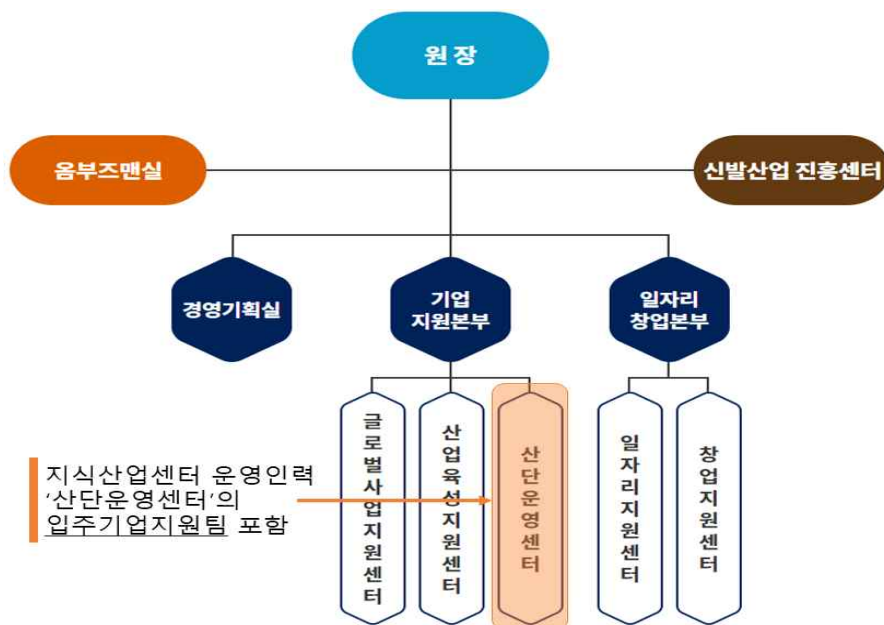 원 장
옴부즈맨실
신발산업 진흥센터
경영기획실
기업
지원본부
일자리
창업본부
글로벌사업지원센터
산업육성지원센터
산단운영센터
일자리지원센터
창업지원센터
지식산업센터 운영인력
‘산단운영센터’의
입주기업지원팀 포함